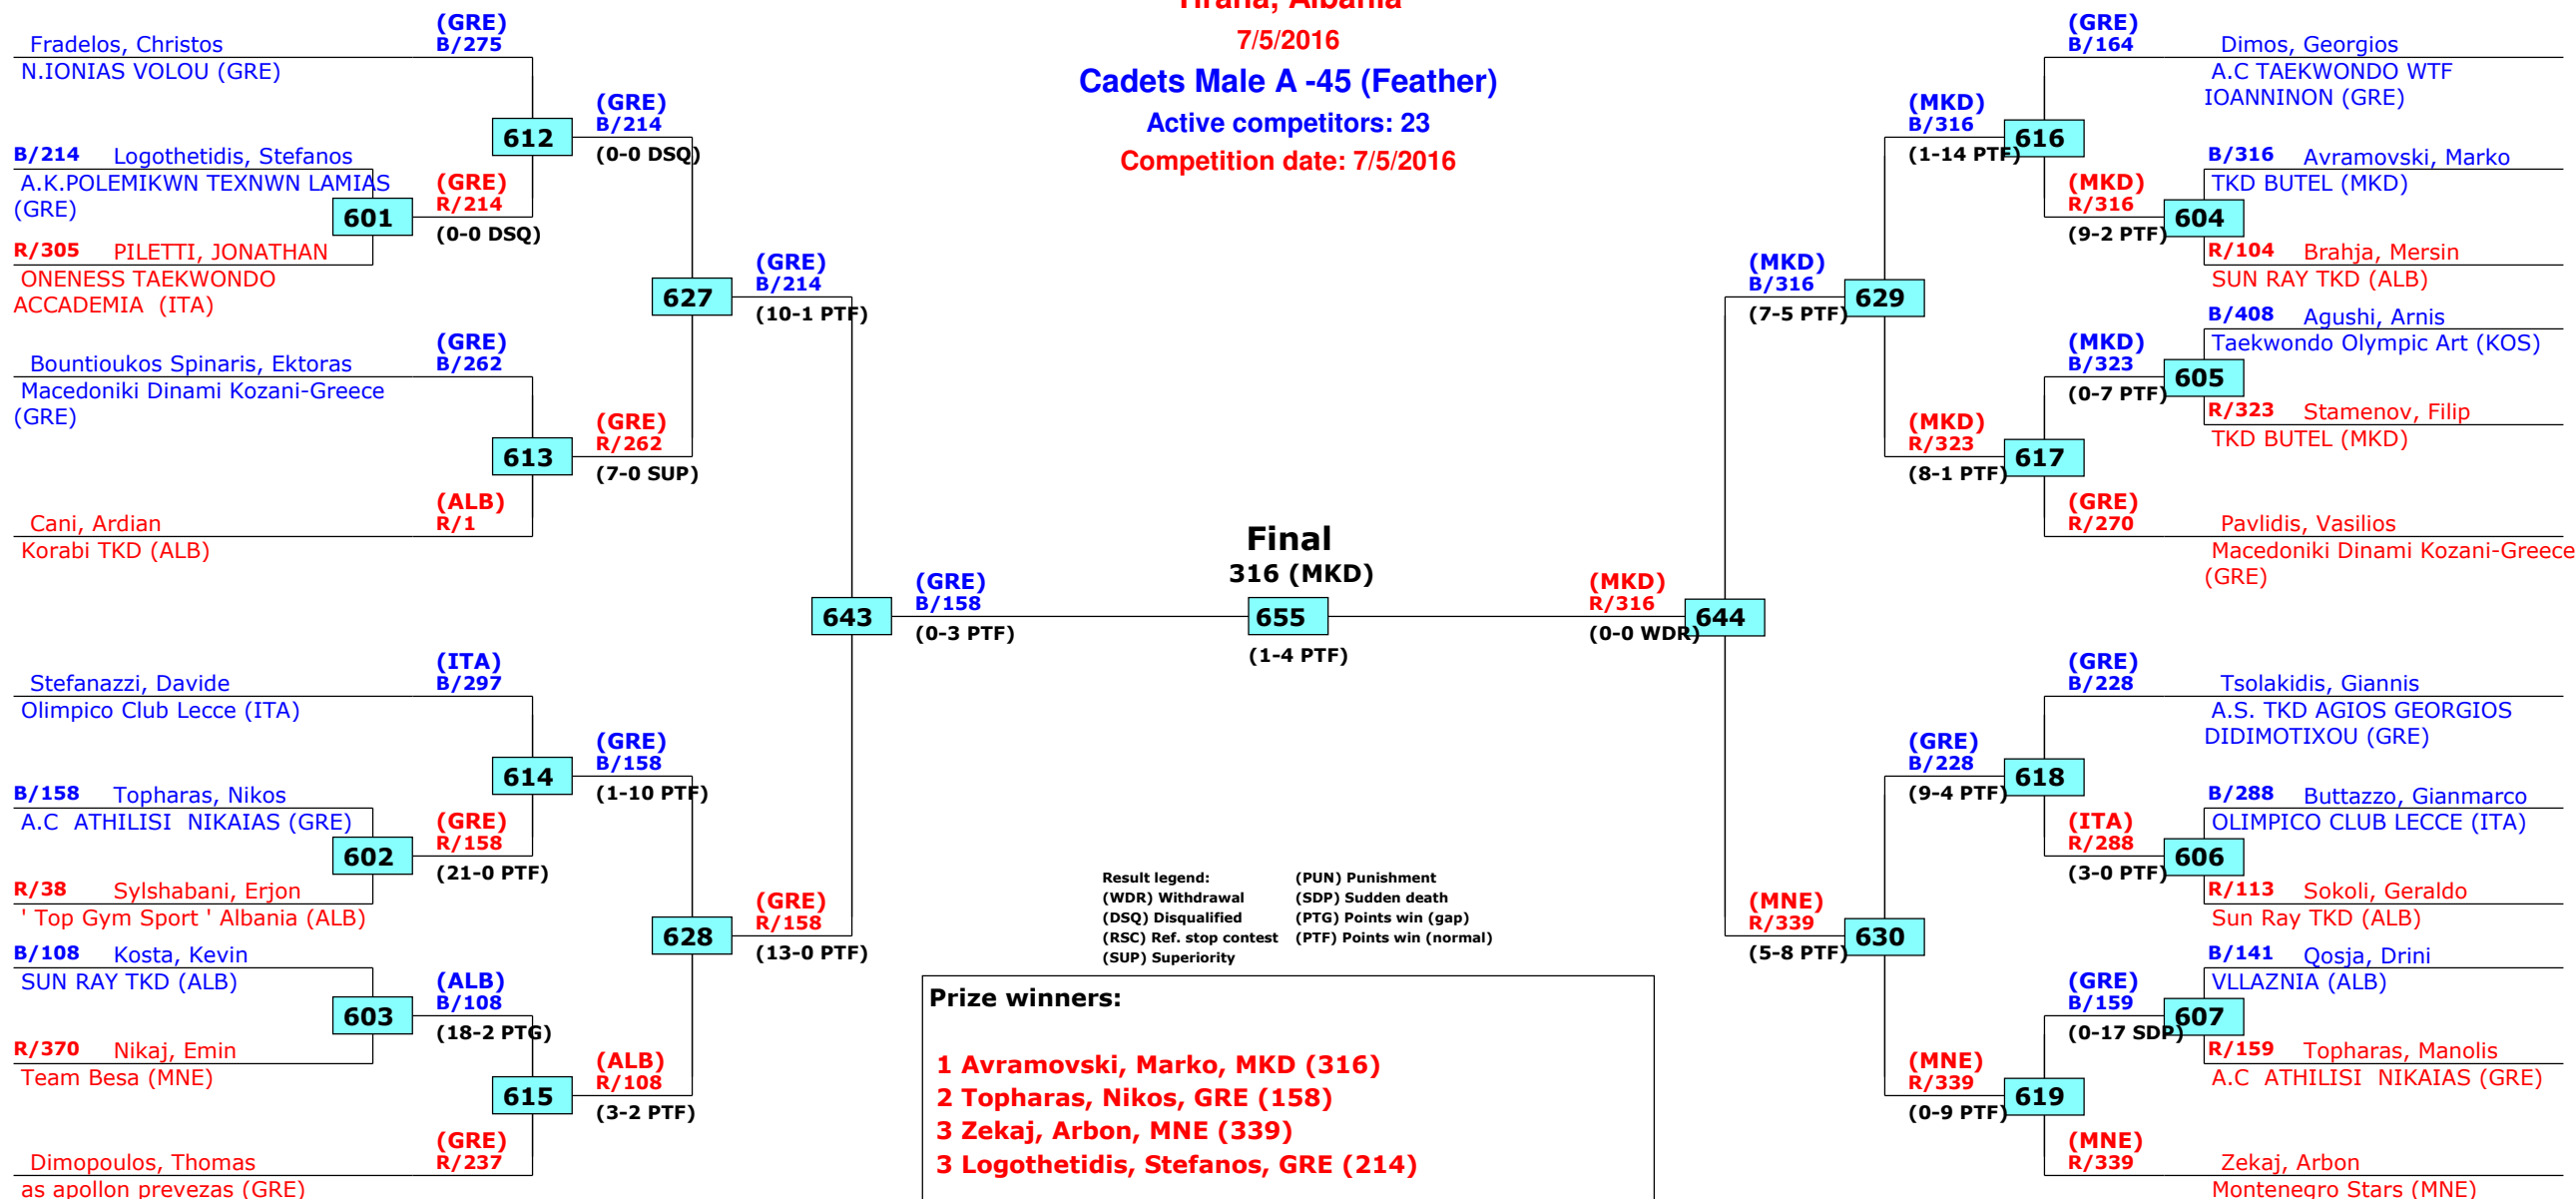 Tirana, Albania
7/5/2016
Cadets Male A -45 (Feather)
Active competitors: 23
Competition date: 7/5/2016
(GRE)
Fradelos, Christos
B/275
N.IONIAS VOLOU (GRE)
612
(GRE)
B/214
(0-0 DSQ)
B/214 Logothetidis, Stefanos
A.K.POLEMIKWN TEXNWN LAMIAS
(GRE)
601
(GRE)
R/214
(0-0 DSQ)
R/305 PILETTI, JONATHAN
ONENESS TAEKWONDO
ACCADEMIA (ITA)
627
(GRE)
B/214
(10-1 PTF)
(GRE)
Bountioukos Spinaris, Ektoras
B/262
Macedoniki Dinami Kozani-Greece
(GRE)
613
(GRE)
R/262
(7-0 SUP)
(ALB)
Cani, Ardian
R/1
Korabi TKD (ALB)
643
(GRE)
B/158
(0-3 PTF)
(ITA)
Stefanazzi, Davide
B/297
Olimpico Club Lecce (ITA)
614
(GRE)
B/158
(1-10 PTF)
B/158 Topharas, Nikos
A.C ATHILISI NIKAIAS (GRE)
602
(GRE)
R/158
(21-0 PTF)
R/38 Sylshabani, Erjon
' Top Gym Sport ' Albania (ALB)
628
(GRE)
R/158
(13-0 PTF)
B/108 Kosta, Kevin
SUN RAY TKD (ALB)
603
(ALB)
B/108
(18-2 PTG)
R/370 Nikaj, Emin
Team Besa (MNE)
615
(ALB)
R/108
(3-2 PTF)
(GRE)
Dimopoulos, Thomas
R/237
as apollon prevezas (GRE)
Final
316 (MKD)
655
(1-4 PTF)
(MKD)
R/316
(0-0 WDR)
644
(GRE)
B/164
Dimos, Georgios
A.C TAEKWONDO WTF
IOANNINON (GRE)
(MKD)
B/316
(1-14 PTF)
616
B/316 Avramovski, Marko
TKD BUTEL (MKD)
(MKD)
R/316
(9-2 PTF)
604
R/104 Brahja, Mersin
SUN RAY TKD (ALB)
(MKD)
B/316
(7-5 PTF)
629
B/408 Agushi, Arnis
Taekwondo Olympic Art (KOS)
(MKD)
B/323
(0-7 PTF)
605
R/323 Stamenov, Filip
TKD BUTEL (MKD)
(MKD)
R/323
(8-1 PTF)
617
(GRE)
R/270
Pavlidis, Vasilios
Macedoniki Dinami Kozani-Greece
(GRE)
(GRE)
B/228
Tsolakidis, Giannis
A.S. TKD AGIOS GEORGIOS
DIDIMOTIXOU (GRE)
(GRE)
B/228
(9-4 PTF)
618
B/288 Buttazzo, Gianmarco
OLIMPICO CLUB LECCE (ITA)
(ITA)
R/288
(3-0 PTF)
606
R/113 Sokoli, Geraldo
Sun Ray TKD (ALB)
(MNE)
R/339
(5-8 PTF)
630
B/141 Qosja, Drini
VLLAZNIA (ALB)
(GRE)
B/159
(0-17 SDP)
607
R/159 Topharas, Manolis
A.C ATHILISI NIKAIAS (GRE)
(MNE)
R/339
(0-9 PTF)
619
(MNE)
R/339
Zekaj, Arbon
Montenegro Stars (MNE)
Result legend: (PUN) Punishment
(WDR) Withdrawal (SDP) Sudden death
(DSQ) Disqualified (PTG) Points win (gap)
(RSC) Ref. stop contest (PTF) Points win (normal)
(SUP) Superiority
Prize winners:
1 Avramovski, Marko, MKD (316)
2 Topharas, Nikos, GRE (158)
3 Zekaj, Arbon, MNE (339)
3 Logothetidis, Stefanos, GRE (214)